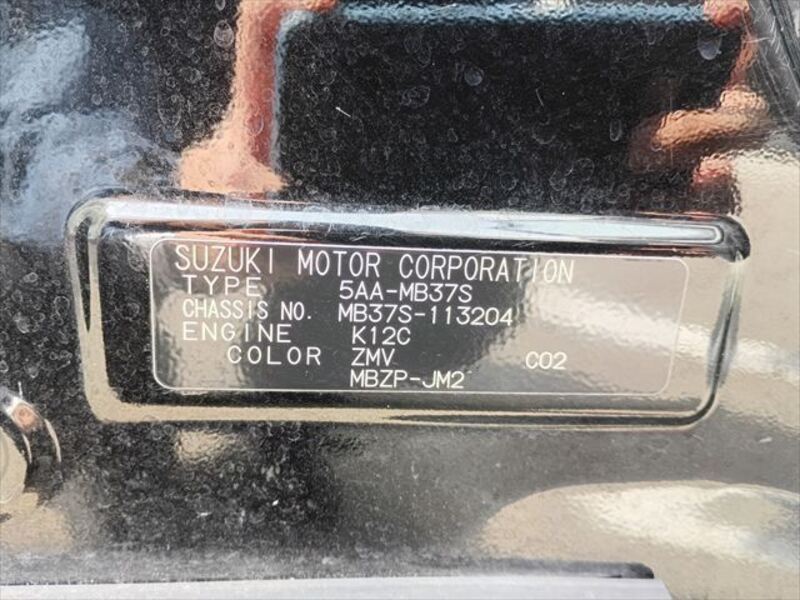 SUZUKI MOTOR CORPORATION
TYPE 5AA-MB37S
CHASSIS NO. MB37S-113204
ENGINE K12C
COLOR ZMV C02
MBZP-JM2